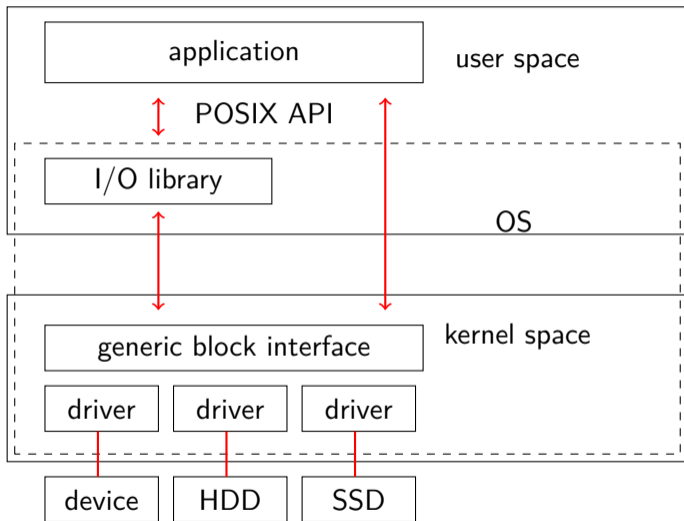 application
user space
POSIX API
I/O library
OS
generic block interface
kernel space
driver driver driver
device HDD SSD